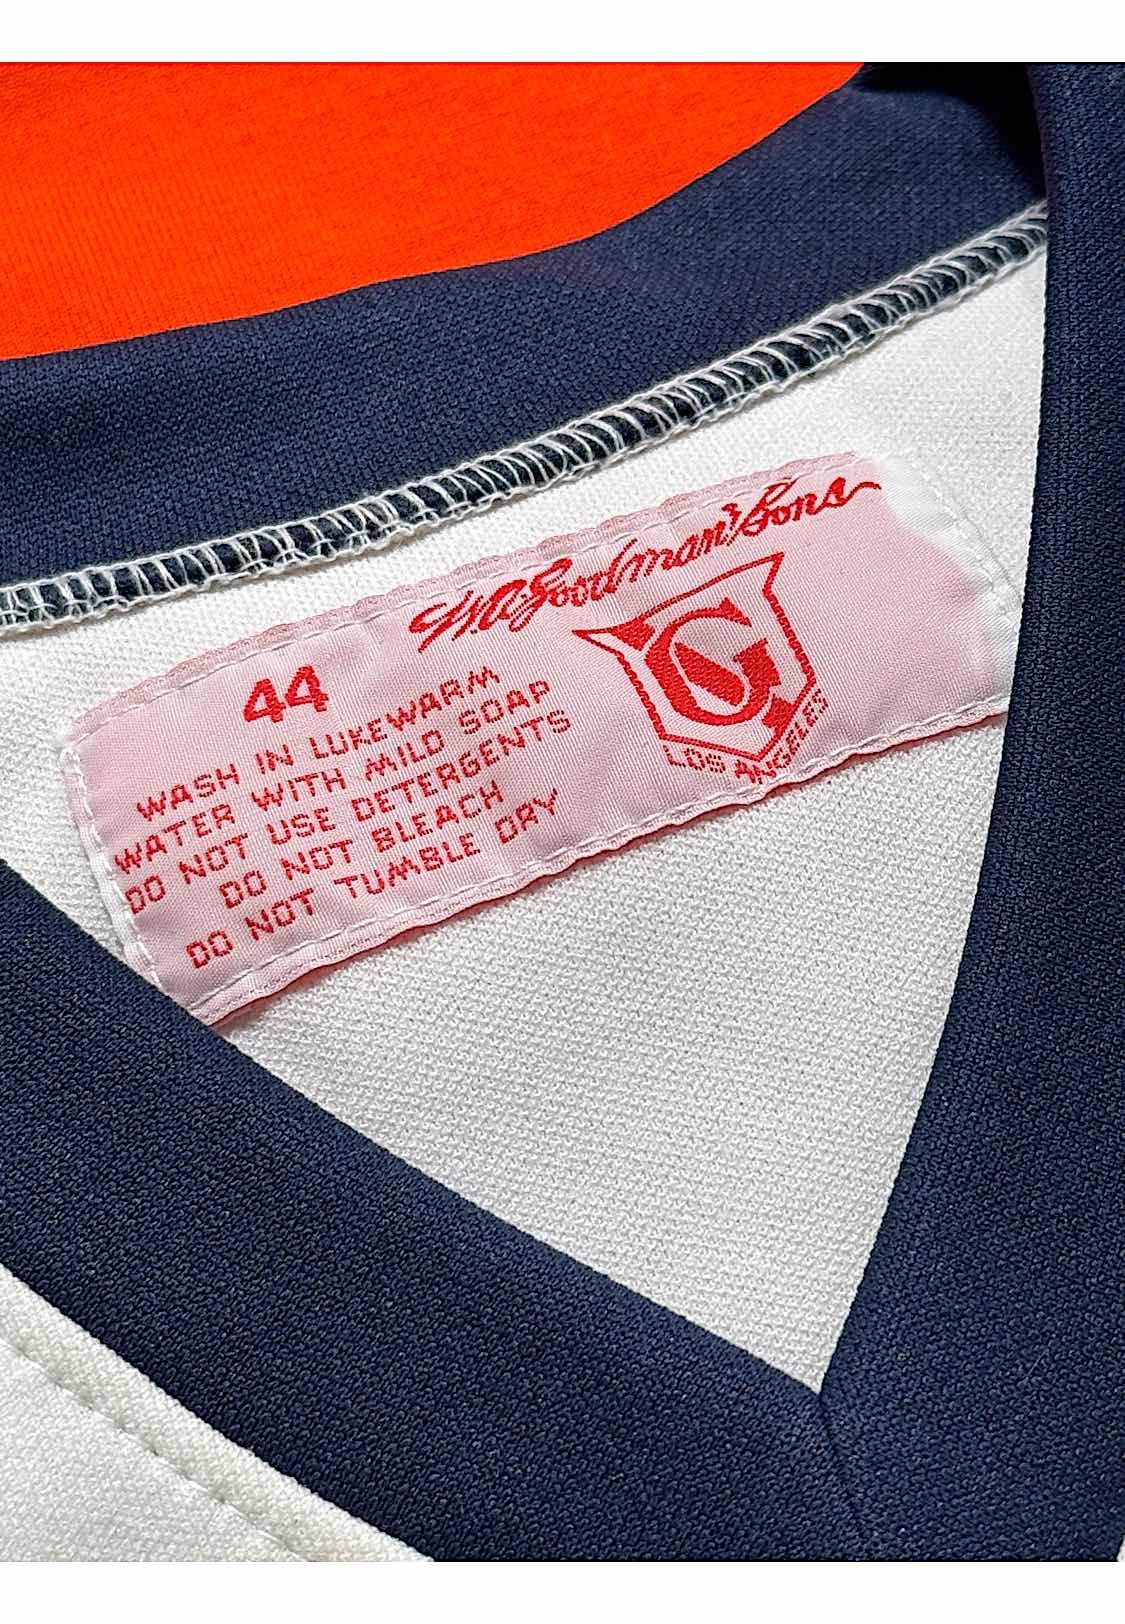 W.A. Goodman & Sons
G
LOS ANGELES
44
WASH IN LUKEWARM
WATER WITH MILD SOAP
DO NOT USE DETERGENTS
DO NOT BLEACH
DO NOT TUMBLE DRY